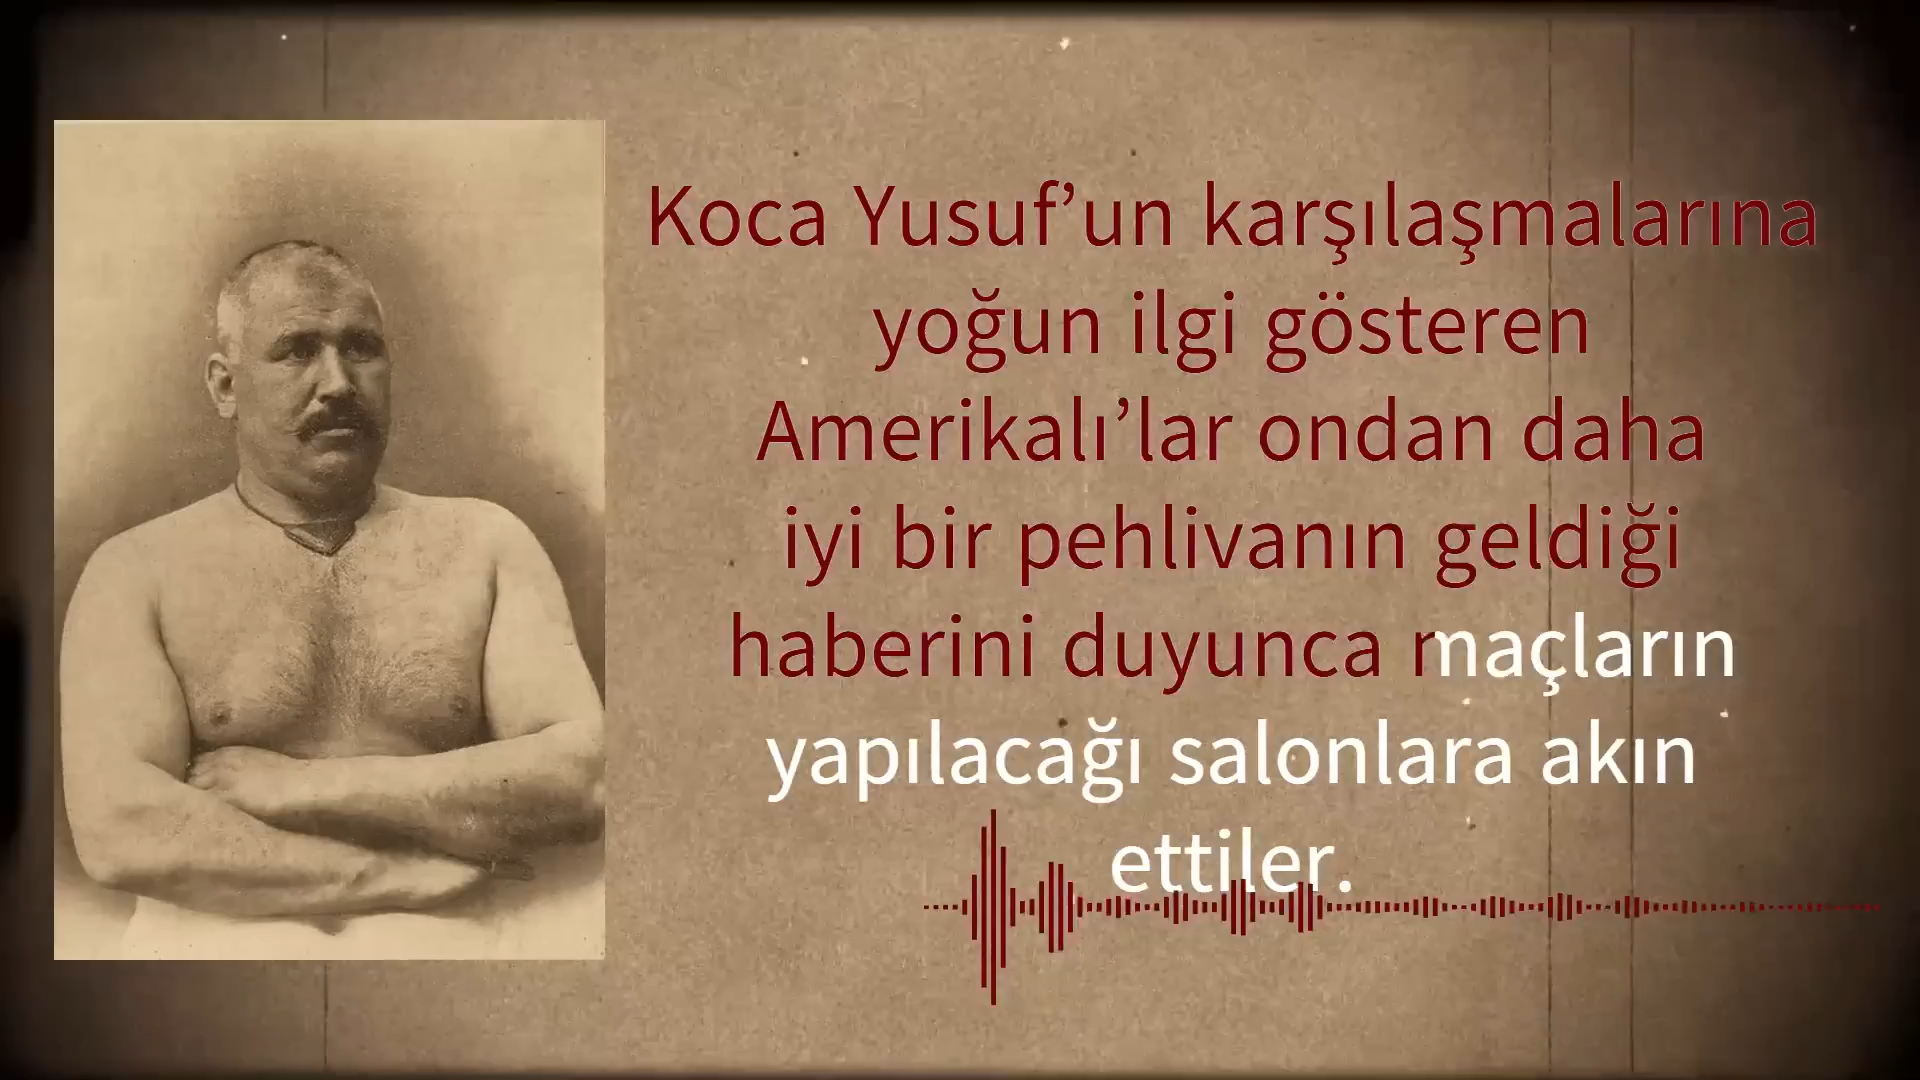 Koca Yusuf’un karşılaşmalarına
yoğun ilgi gösteren
Amerikalı’lar ondan daha
iyi bir pehlivanın geldiği
haberini duyunca maçların
yapılacağı salonlara akın
ettiler.